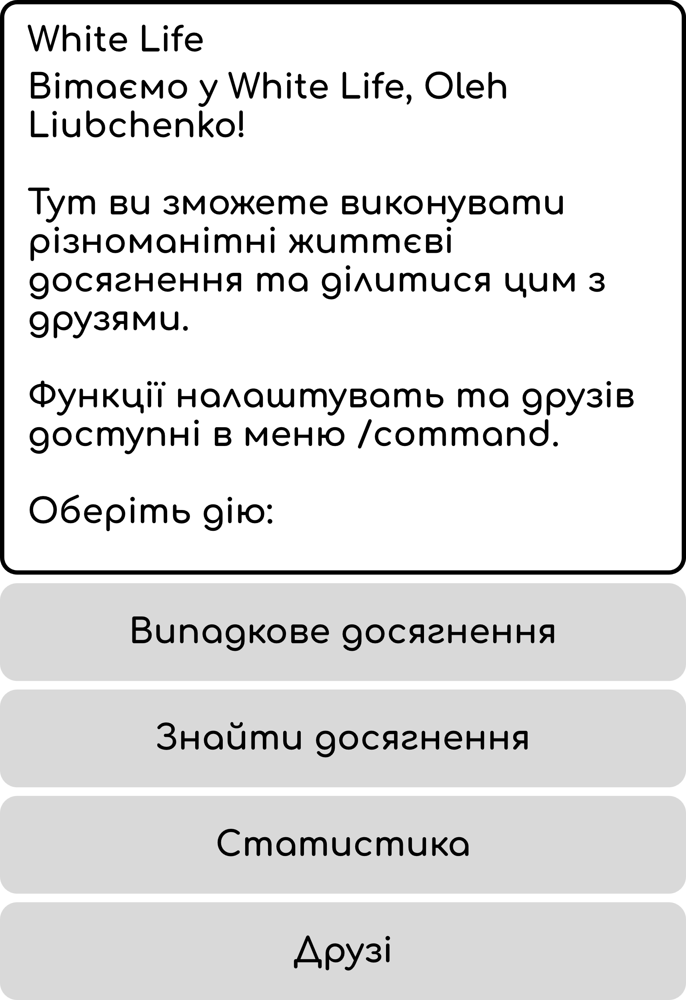 White Life
Вітаємо у White Life, Oleh
Liubchenko!
Тут ви зможете виконувати
різноманітні життєві
досягнення та ділитися цим з
друзями.
Функції налаштувать та друзів
доступні в меню /command.
Оберіть дію:
Випадкове досягнення
Знайти досягнення
Статистика
Друзі